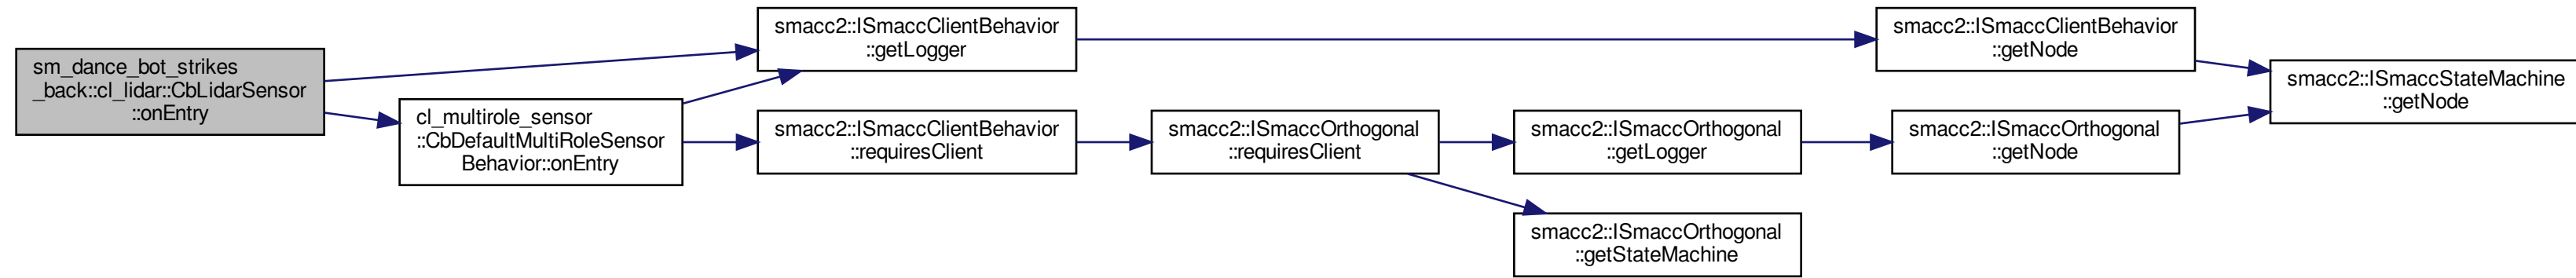 sm_dance_bot_strikes
_back::cl_lidar::CbLidarSensor
::onEntry
cl_multirole_sensor
::CbDefaultMultiRoleSensor
Behavior::onEntry
smacc2::ISmaccClientBehavior
::getLogger
smacc2::ISmaccClientBehavior
::requiresClient
smacc2::ISmaccOrthogonal
::requiresClient
smacc2::ISmaccOrthogonal
::getLogger
smacc2::ISmaccOrthogonal
::getStateMachine
smacc2::ISmaccClientBehavior
::getNode
smacc2::ISmaccOrthogonal
::getNode
smacc2::ISmaccStateMachine
::getNode